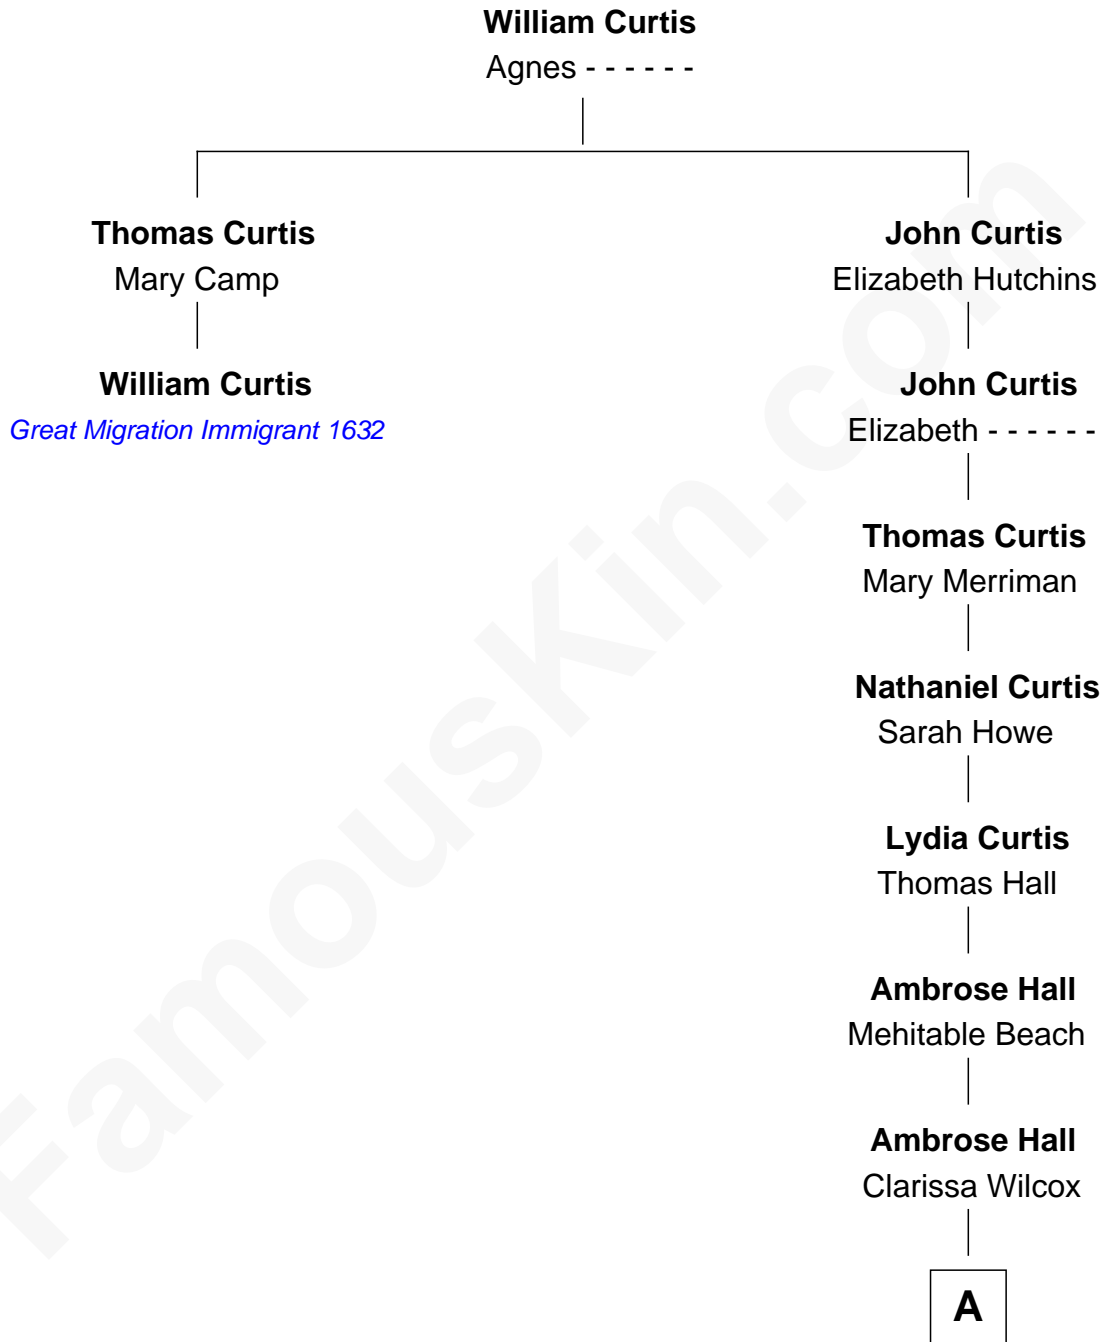 William Curtis
Agnes - - - - - -
Thomas Curtis
Mary Camp
John Curtis
Elizabeth Hutchins
William Curtis
Great Migration Immigrant 1632
John Curtis
Elizabeth - - - - - -
Thomas Curtis
Mary Merriman
Nathaniel Curtis
Sarah Howe
Lydia Curtis
Thomas Hall
Ambrose Hall
Mehitable Beach
Ambrose Hall
Clarissa Wilcox
A
FamousKin.com